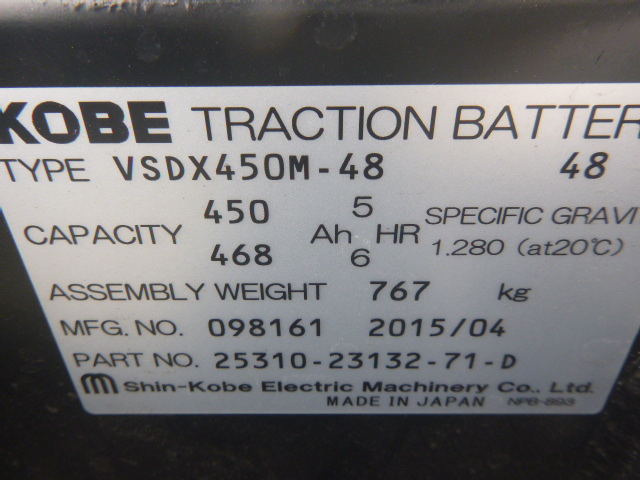 KOBE TRACTION BATTER
TYPE VSDX450M-48 48
CAPACITY 450 Ah 5 HR SPECIFIC GRAVI
468 6 1.280 (at20℃)
ASSEMBLY WEIGHT 767 kg
MFG. NO. 098161 2015/04
PART NO. 25310-23132-71-D
Shin-Kobe Electric Machinery Co., Ltd.
MADE IN JAPAN NPB-893